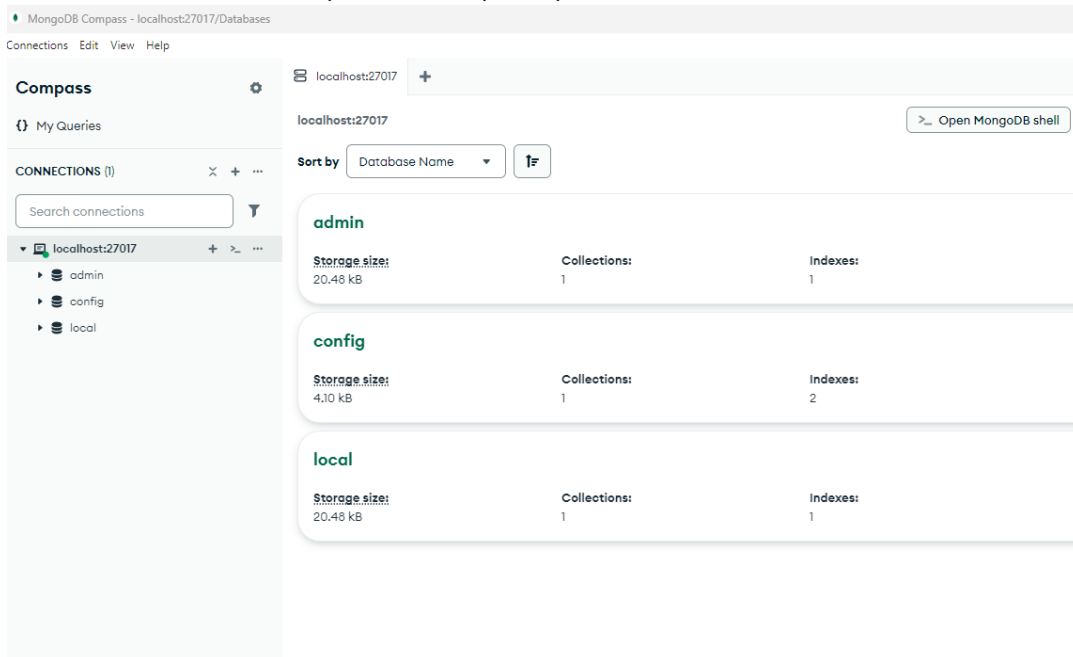 MongoDB Compass - localhost:27017/Databases
Connections Edit View Help
Compass
{} My Queries
CONNECTIONS (1)
Search connections
localhost:27017
admin
config
local
localhost:27017
localhost:27017
>_ Open MongoDB shell
Sort by Database Name
admin
Storage size: Collections: Indexes:
20.48 kB 1 1
config
Storage size: Collections: Indexes:
4.10 kB 1 2
local
Storage size: Collections: Indexes:
20.48 kB 1 1